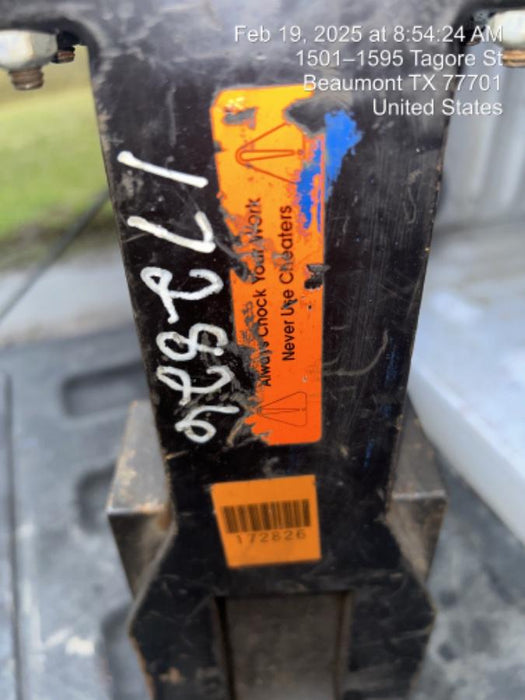 Feb 19, 2025 at 8:54:24 AM
1501–1595 Tagore St
Beaumont TX 77701
United States
172826
Always Chock Your Work
Never Use Cheaters
172826